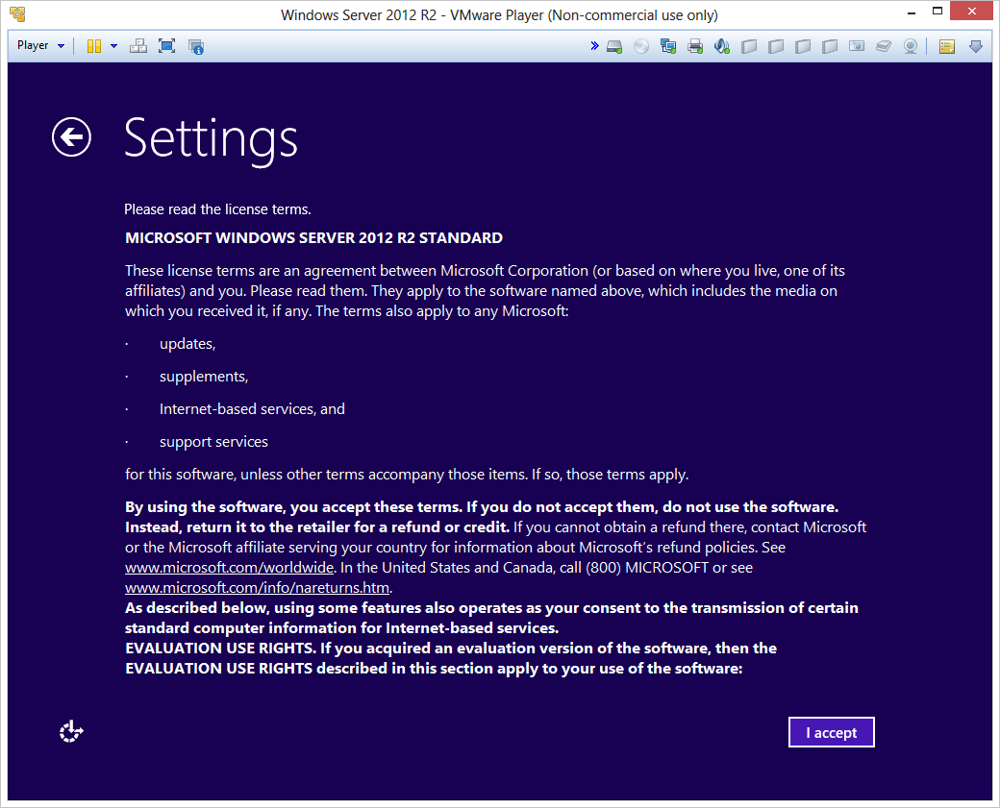 Windows Server 2012 R2 - VMware Player (Non-commercial use only)
Player
Settings
Please read the license terms.
MICROSOFT WINDOWS SERVER 2012 R2 STANDARD
These license terms are an agreement between Microsoft Corporation (or based on where you live, one of its
affiliates) and you. Please read them. They apply to the software named above, which includes the media on
which you received it, if any. The terms also apply to any Microsoft:
· updates,
· supplements,
· Internet-based services, and
· support services
for this software, unless other terms accompany those items. If so, those terms apply.
By using the software, you accept these terms. If you do not accept them, do not use the software.
Instead, return it to the retailer for a refund or credit. If you cannot obtain a refund there, contact Microsoft
or the Microsoft affiliate serving your country for information about Microsoft's refund policies. See
www.microsoft.com/worldwide. In the United States and Canada, call (800) MICROSOFT or see
www.microsoft.com/info/nareturns.htm.
As described below, using some features also operates as your consent to the transmission of certain
standard computer information for Internet-based services.
EVALUATION USE RIGHTS. If you acquired an evaluation version of the software, then the
EVALUATION USE RIGHTS described in this section apply to your use of the software:
I accept